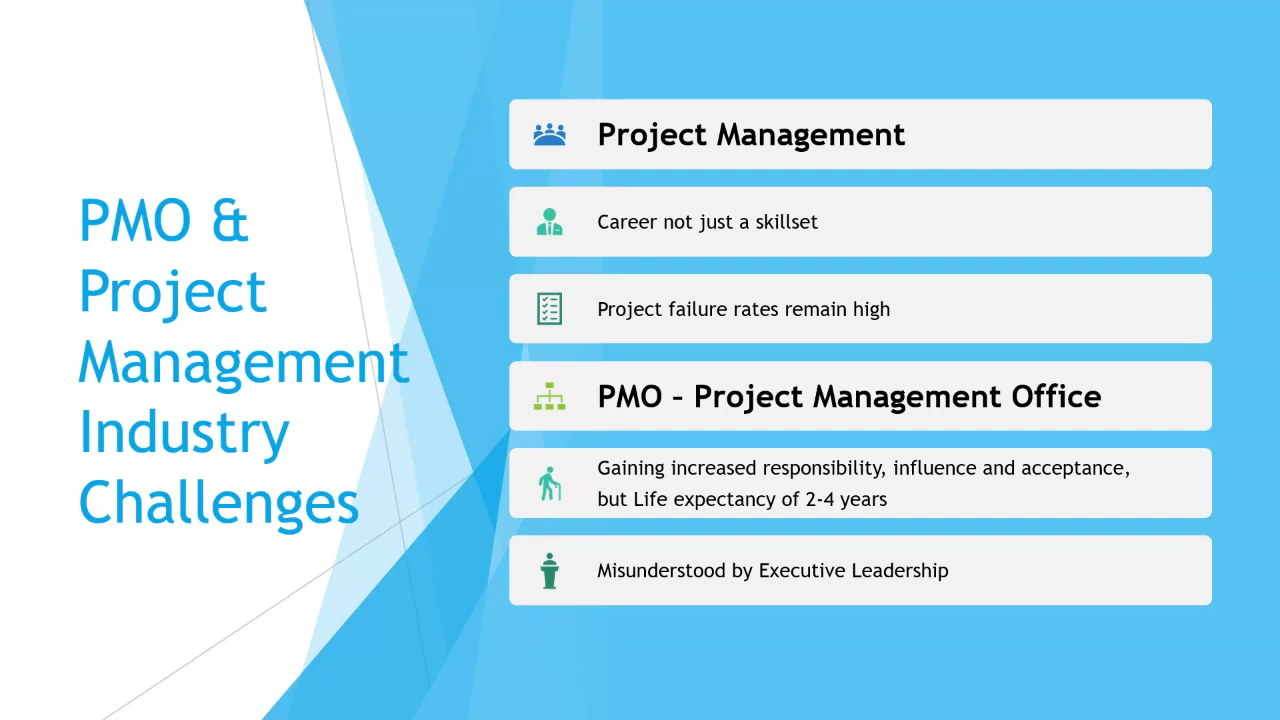 PMO &
Project
Management
Industry
Challenges
Project Management
Career not just a skillset
Project failure rates remain high
PMO – Project Management Office
Gaining increased responsibility, influence and acceptance,
but Life expectancy of 2-4 years
Misunderstood by Executive Leadership